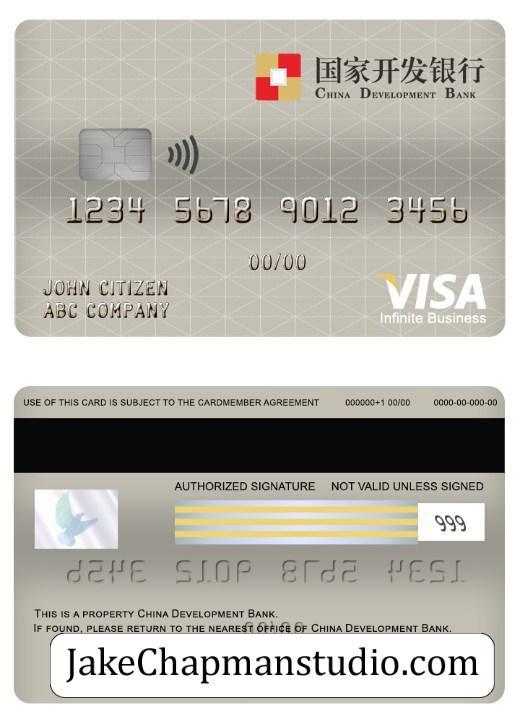 国家开发银行
China Development Bank
1234 5678 9012 3456
00/00
JOHN CITIZEN
ABC COMPANY
VISA
Infinite Business
USE OF THIS CARD IS SUBJECT TO THE CARDMEMBER AGREEMENT 000000+1 00/00 0000-00-000-00
AUTHORIZED SIGNATURE NOT VALID UNLESS SIGNED
999
This is a property China Development Bank.
If found, please return to the nearest office of China Development Bank.
JakeChapmanstudio.com